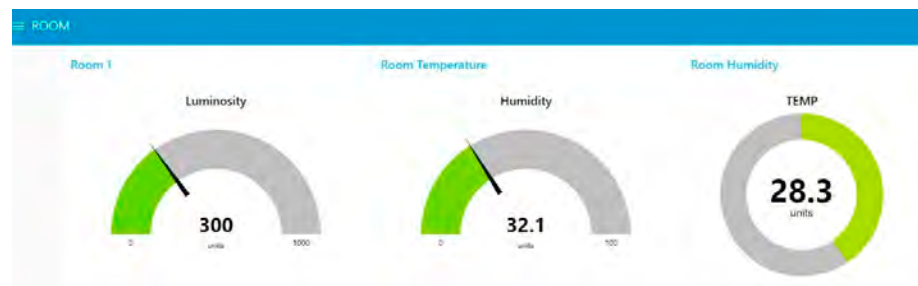 ROOM
Room 1
Luminosity
300
units
0
1000
Room Temperature
Humidity
32.1
units
0
100
Room Humidity
TEMP
28.3
units